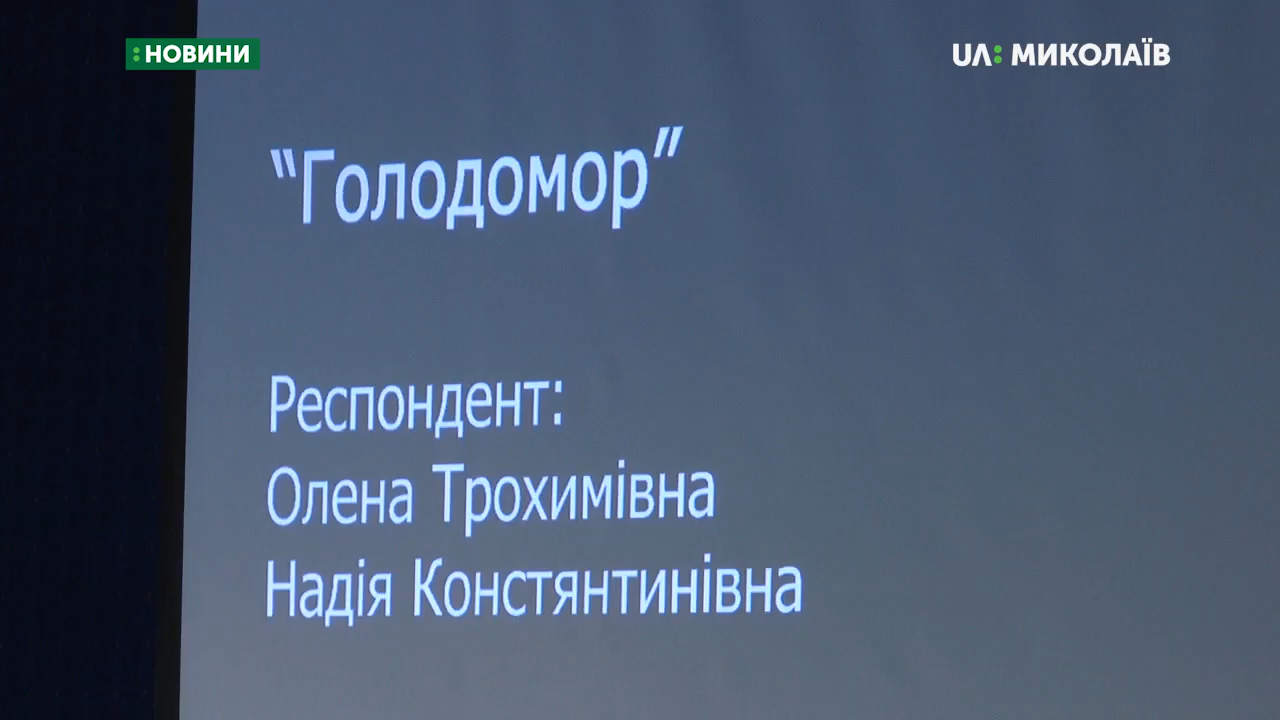 :НОВИНИ
UA: МИКОЛАЇВ
“Голодомор”
Респондент:
Олена Трохимівна
Надія Констянтинівна